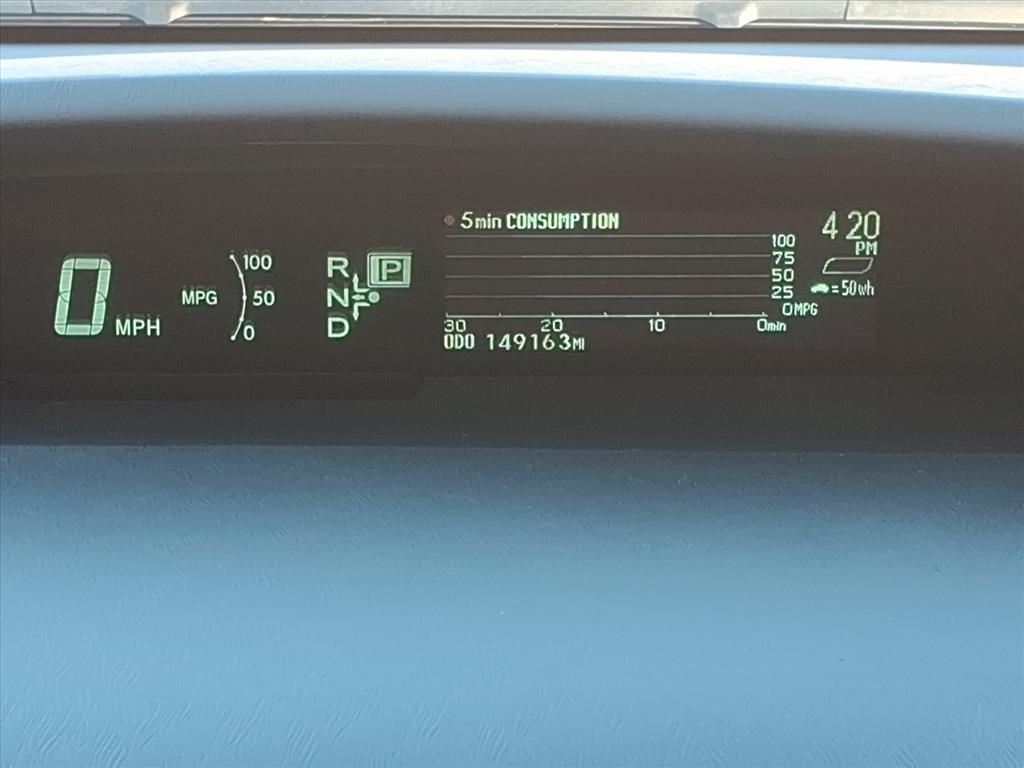 0 MPH
MPG
100
50
0
R
N
D
P
5min CONSUMPTION
100
75
50
25
0MPG
30 20 10 0min
ODO 149163MI
4 20
PM
=50wh